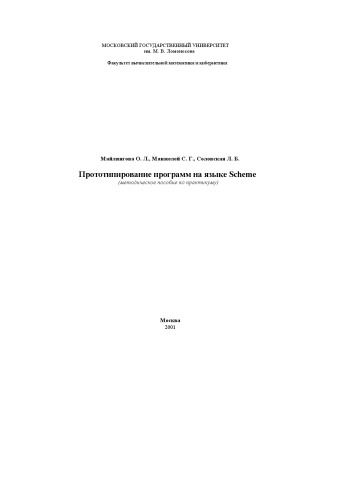 МОСКОВСКИЙ ГОСУДАРСТВЕННЫЙ УНИВЕРСИТЕТ
им. М. В. Ломоносова
Факультет вычислительной математики и кибернетики
Майлингова О. Л., Манжелей С. Г., Соловская Л. Б.
Прототипирование программ на языке Scheme
(методическое пособие по практикуму)
Москва
2001